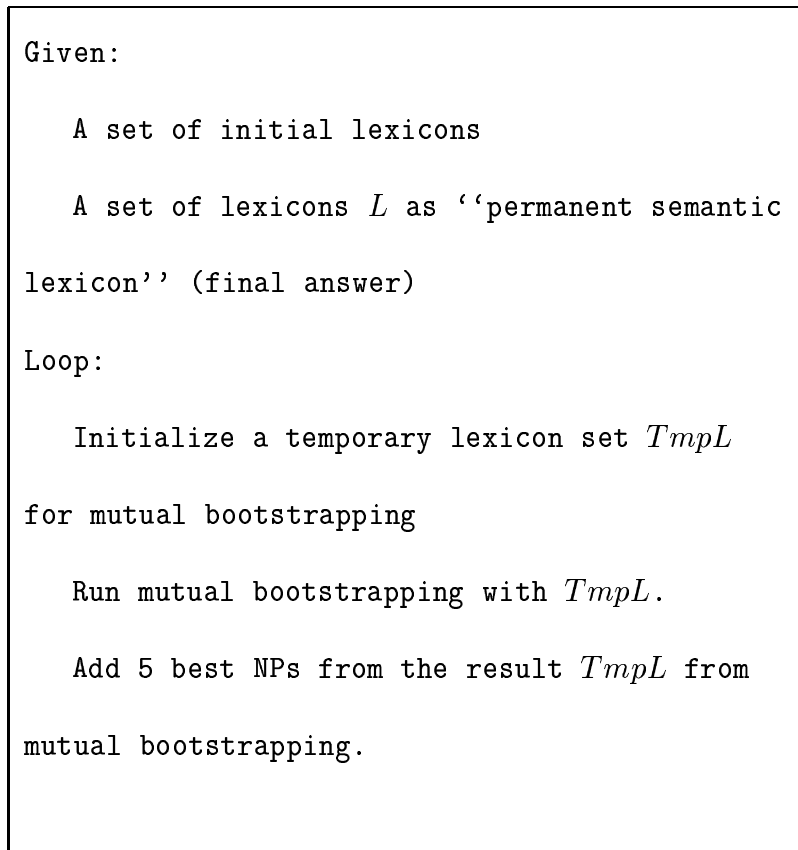 Given:
A set of initial lexicons
A set of lexicons L as ‘‘permanent semantic
lexicon’’ (final answer)
Loop:
Initialize a temporary lexicon set TmpL
for mutual bootstrapping
Run mutual bootstrapping with TmpL.
Add 5 best NPs from the result TmpL from
mutual bootstrapping.